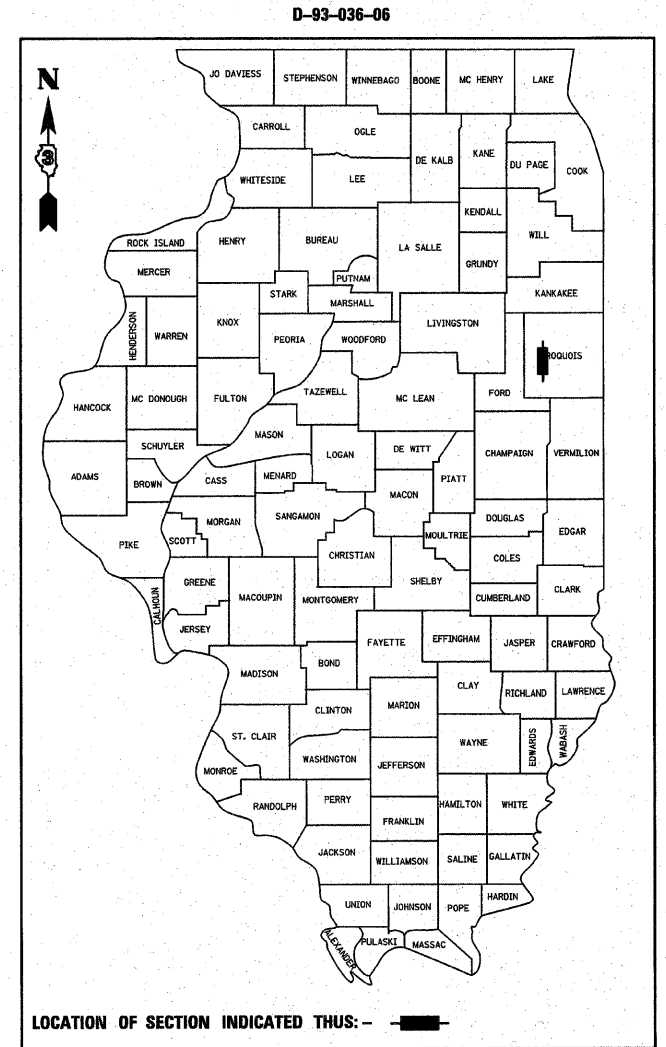 D-93-036-06
N
3
JO DAVIESS
STEPHENSON
WINNEBAGO
BOONE
MC HENRY
LAKE
CARROLL
OGLE
DE KALB
KANE
DU PAGE
COOK
WHITESIDE
LEE
KENDALL
WILL
ROCK ISLAND
HENRY
BUREAU
LA SALLE
GRUNDY
MERCER
PUTNAM
STARK
MARSHALL
KANKAKEE
HENDERSON
WARREN
KNOX
PEORIA
WOODFORD
LIVINGSTON
ROQUOIS
HANCOCK
MC DONOUGH
FULTON
TAZEWELL
MC LEAN
FORD
MASON
SCHUYLER
LOGAN
DE WITT
CHAMPAIGN
VERMILION
ADAMS
BROWN
CASS
MENARD
PIATT
MACON
MORGAN
SANGAMON
PIKE
SCOTT
CHRISTIAN
MOULTRIE
DOUGLAS
EDGAR
COLES
GREENE
MACOUPIN
MONTGOMERY
SHELBY
CUMBERLAND
CLARK
CALHOUN
JERSEY
FAYETTE
EFFINGHAM
JASPER
CRAWFORD
MADISON
BOND
CLAY
RICHLAND
LAWRENCE
CLINTON
MARION
ST. CLAIR
WAYNE
EDWARDS
WABASH
WASHINGTON
JEFFERSON
MONROE
RANDOLPH
PERRY
HAMILTON
WHITE
FRANKLIN
JACKSON
WILLIAMSON
SALINE
GALLATIN
UNION
JOHNSON
POPE
HARDIN
ALEXANDER
PULASKI
MASSAC
LOCATION OF SECTION INDICATED THUS: -